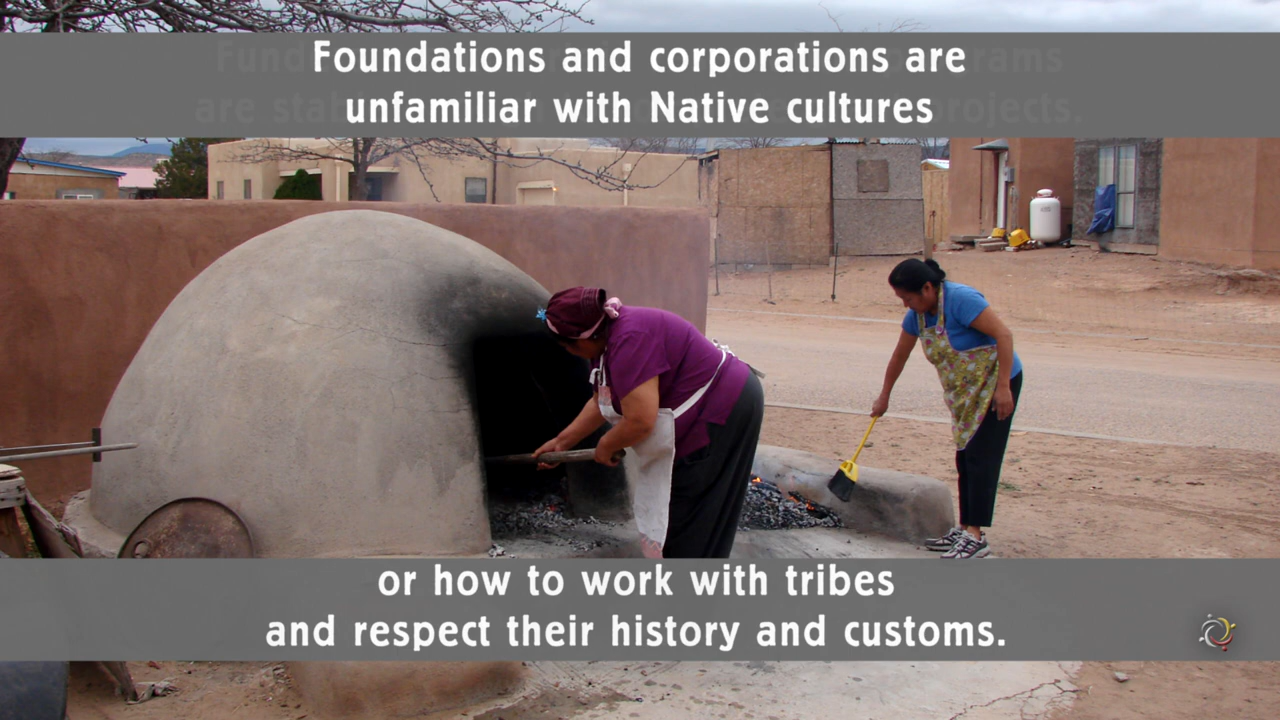 Foundations and corporations are
unfamiliar with Native cultures
or how to work with tribes
and respect their history and customs.